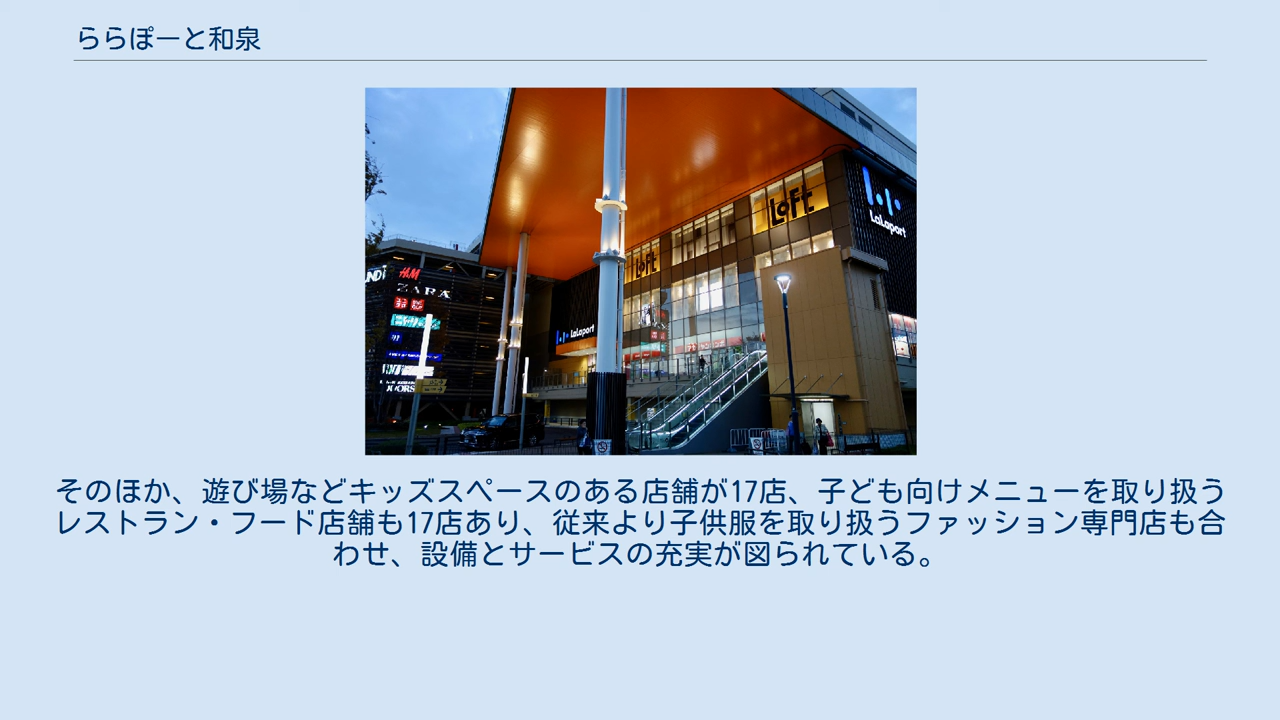 ららぽーと和泉
Loft
LaLaport
Loft
H&M
ZARA
LaLaport
DOORS
そのほか、遊び場などキッズスペースのある店舗が17店、子ども向けメニューを取り扱う
レストラン・フード店舗も17店あり、従来より子供服を取り扱うファッション専門店も合
わせ、設備とサービスの充実が図られている。